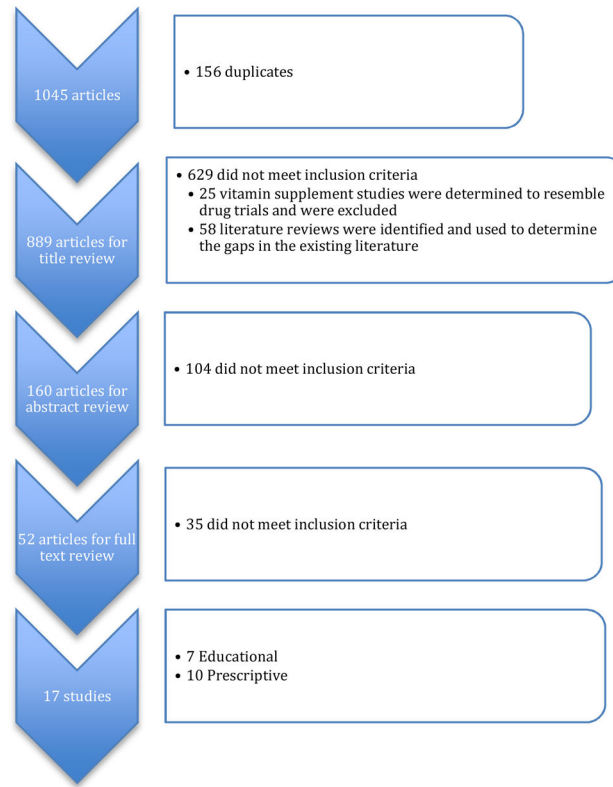 1045 articles
• 156 duplicates
889 articles for
title review
• 629 did not meet inclusion criteria
• 25 vitamin supplement studies were determined to resemble
drug trials and were excluded
• 58 literature reviews were identified and used to determine
the gaps in the existing literature
160 articles for
abstract review
• 104 did not meet inclusion criteria
52 articles for full
text review
• 35 did not meet inclusion criteria
17 studies
• 7 Educational
• 10 Prescriptive